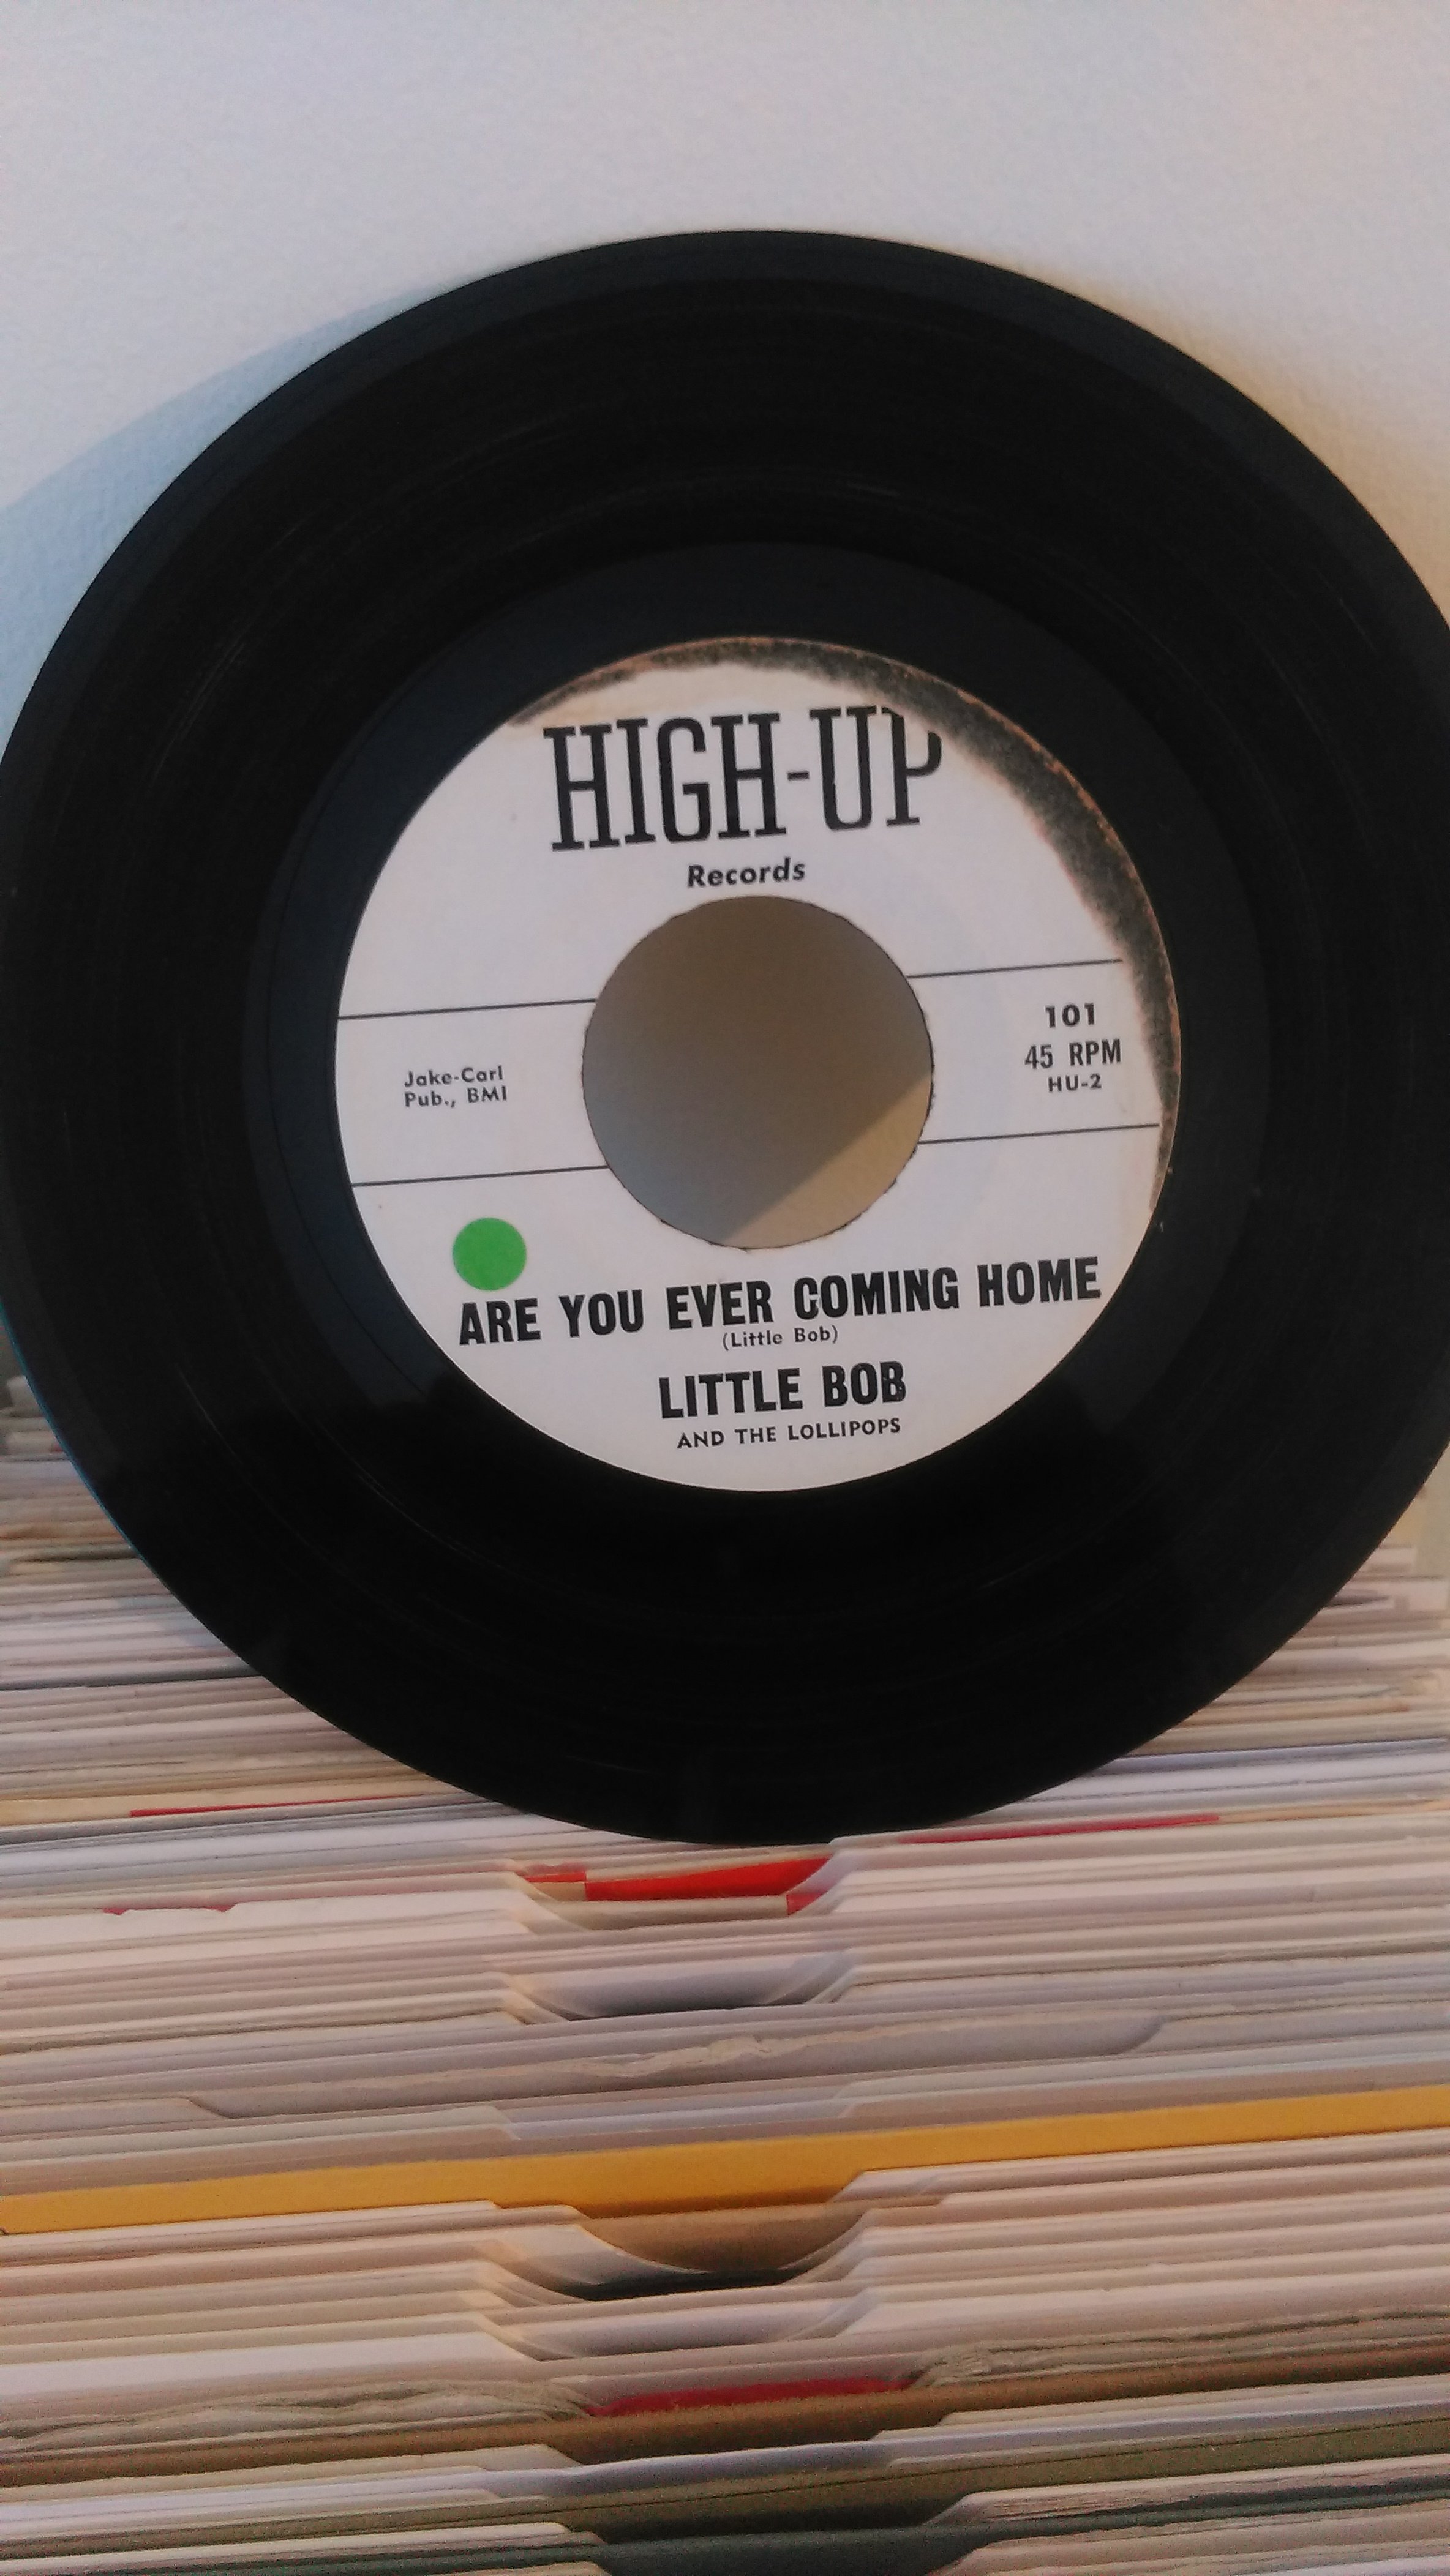 HIGH-UP
Records
Jake-Carl
Pub., BMI
101
45 RPM
HU-2
ARE YOU EVER COMING HOME
(Little Bob)
LITTLE BOB
AND THE LOLLIPOPS